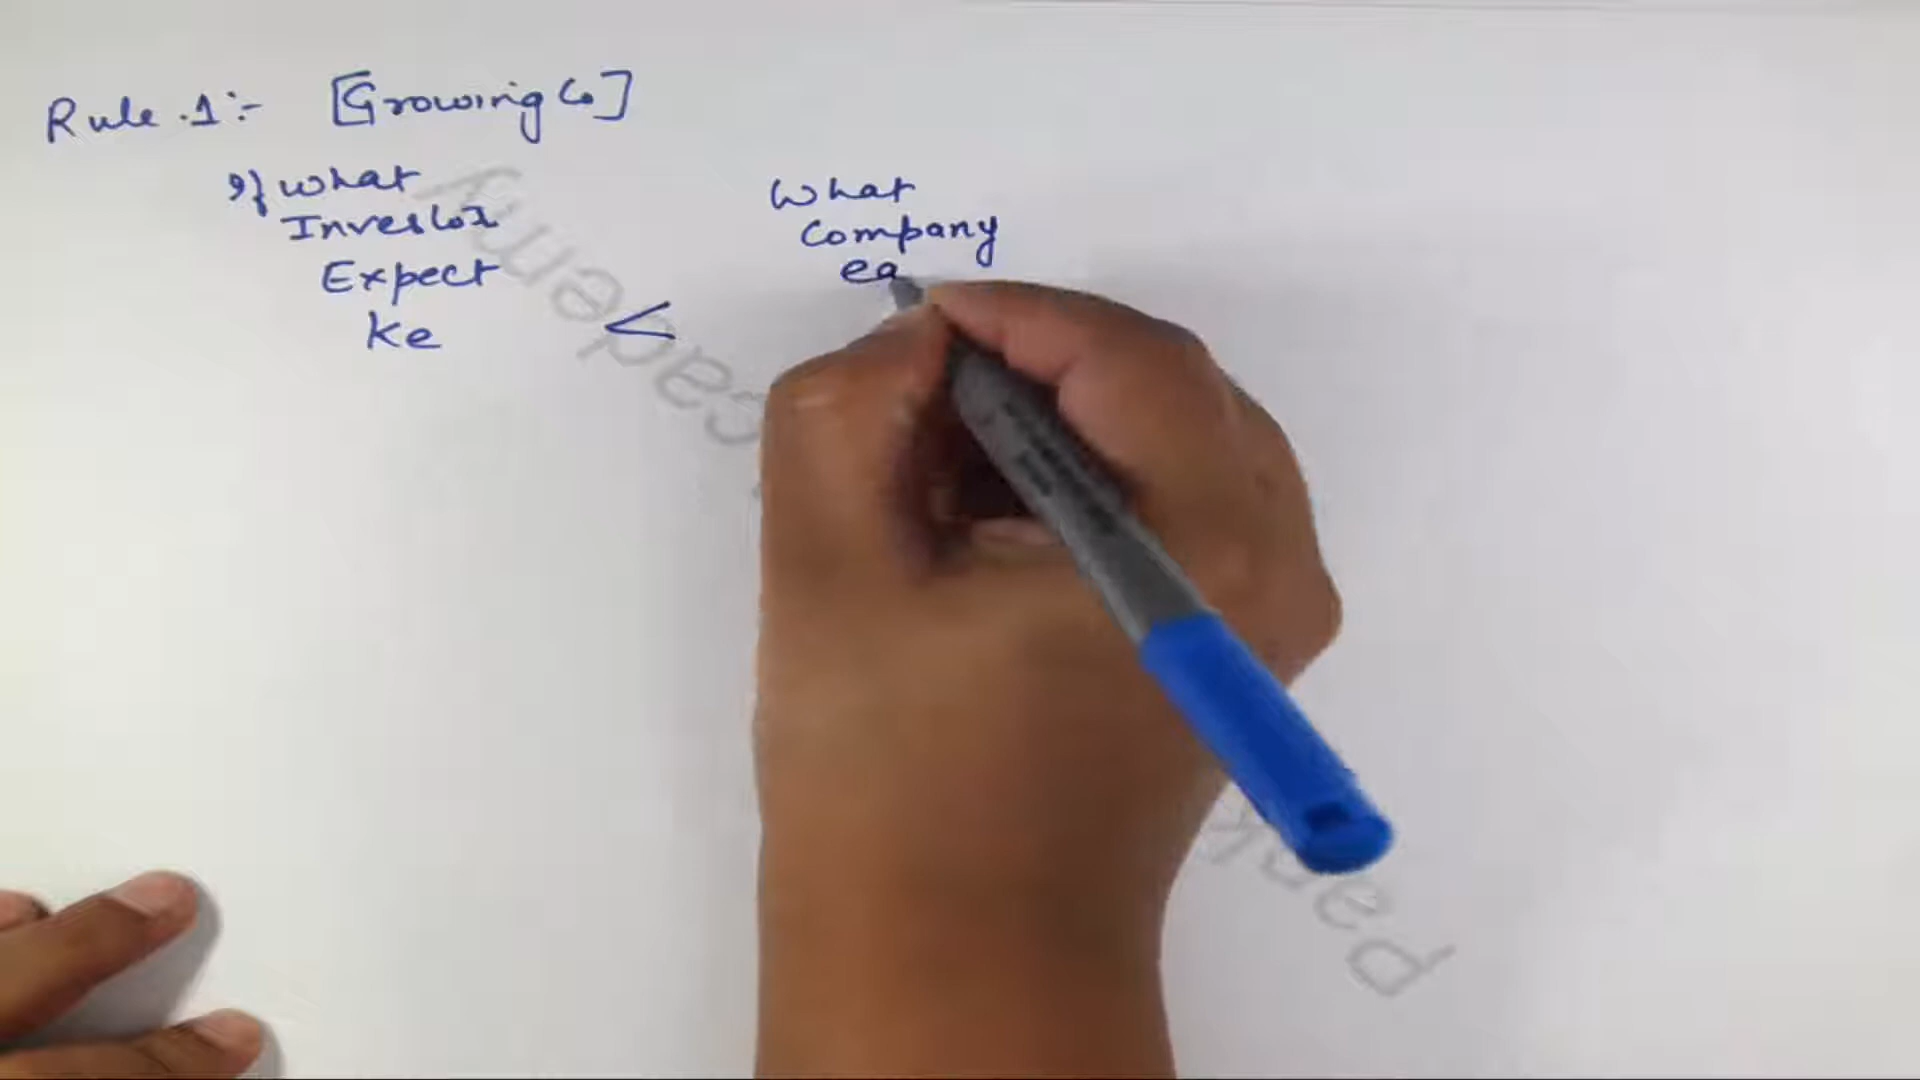 Rule.1:- [Growing Co]
If what
Investor
Expect
Ke <
What
Company
ea